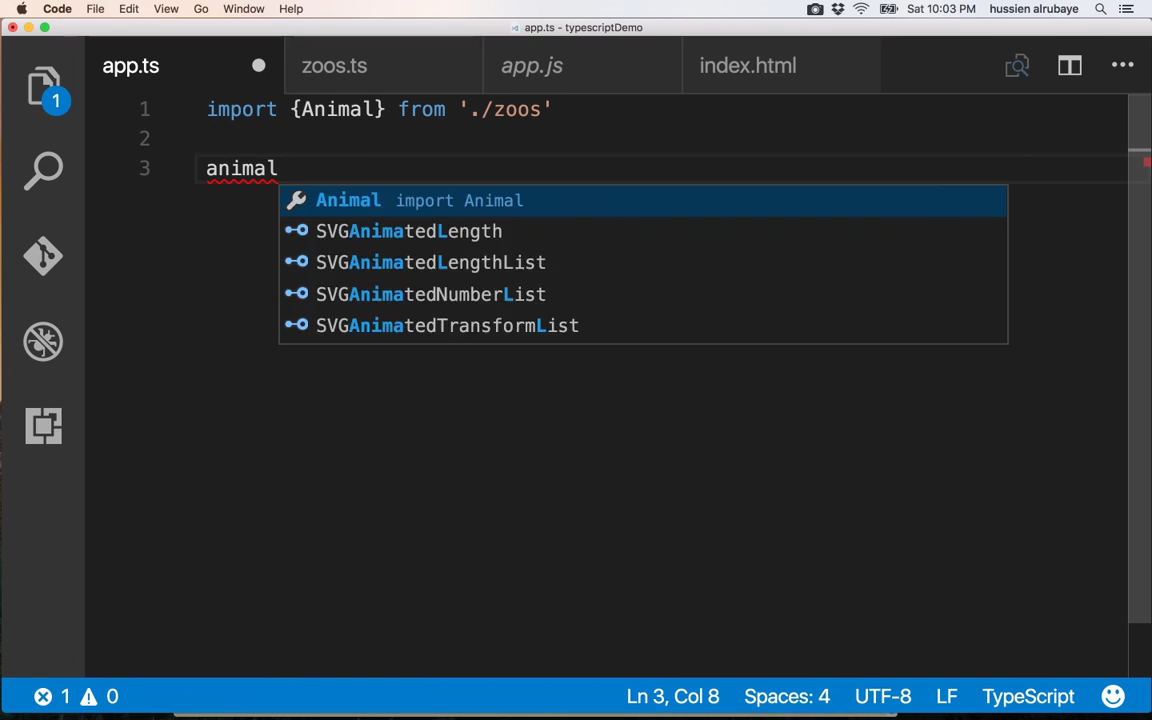 Code File Edit View Go Window Help Sat 10:03 PM hussien alrubaye
app.ts - typescriptDemo
app.ts zoos.ts app.js index.html
1
1 import {Animal} from './zoos'
2
3 animal
Animal import Animal
SVGAnimatedLength
SVGAnimatedLengthList
SVGAnimatedNumberList
SVGAnimatedTransformList
1 0 Ln 3, Col 8 Spaces: 4 UTF-8 LF TypeScript